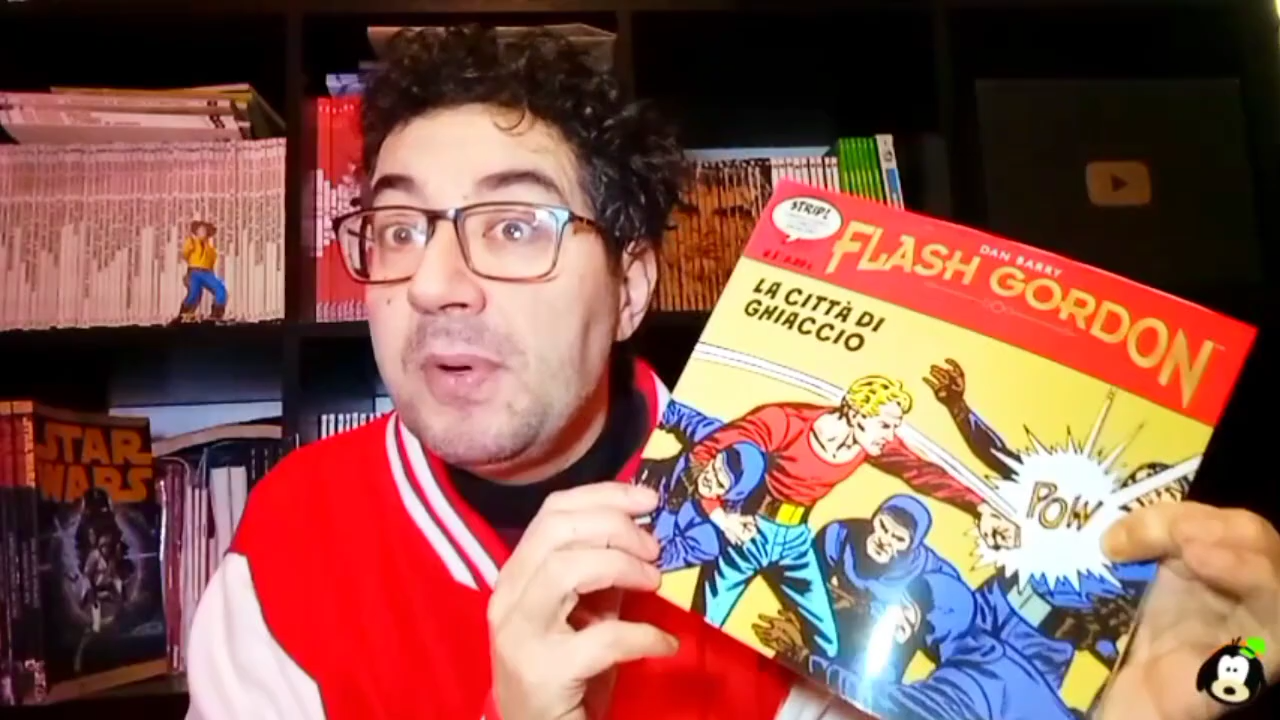 STRIP!
DAN BARRY
FLASH GORDON
LA CITTÀ DI
GHIACCIO
POW
STAR
WARS